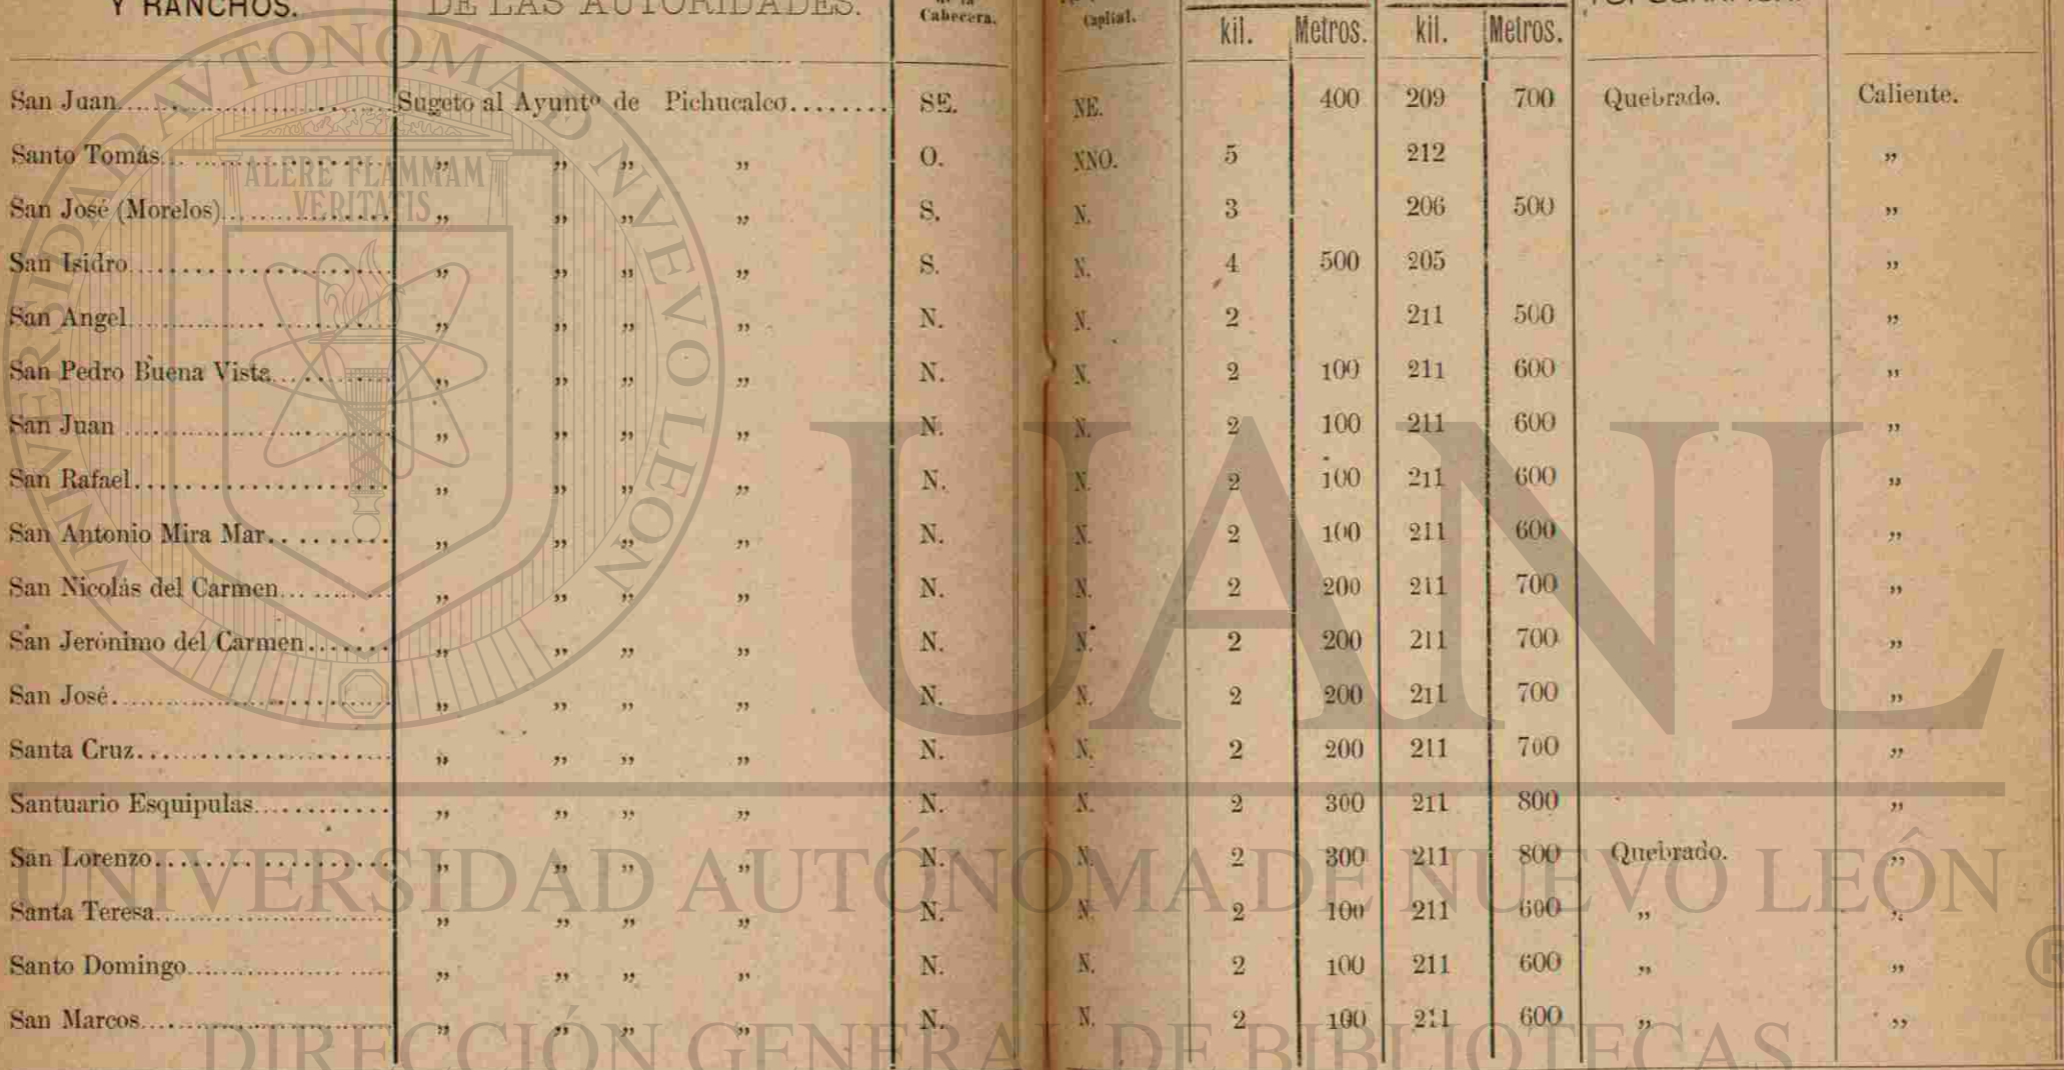 Y RANCHOS. DE LAS AUTORIDADES. de la Cabecera. Capital. kil. Metros. kil. Metros.
San Juan Sugeto al Ayuntº de Pichucalco SE. NE. 400 209 700 Quebrado. Caliente.
Santo Tomás „ „ „ „ O. NNO. 5 212 „
San José (Morelos) „ „ „ „ S. N. 3 206 500 „
San Isidro „ „ „ „ S. N. 4 500 205 „
San Angel „ „ „ „ N. N. 2 211 500 „
San Pedro Buena Vista „ „ „ „ N. N. 2 100 211 600 „
San Juan „ „ „ „ N. N. 2 100 211 600 „
San Rafael „ „ „ „ N. N. 2 100 211 600 „
San Antonio Mira Mar „ „ „ „ N. N. 2 100 211 600 „
San Nicolás del Carmen „ „ „ „ N. N. 2 200 211 700 „
San Jerónimo del Carmen „ „ „ „ N. N. 2 200 211 700 „
San José „ „ „ „ N. N. 2 200 211 700 „
Santa Cruz „ „ „ „ N. N. 2 200 211 700 „
Santuario Esquipulas „ „ „ „ N. N. 2 300 211 800 „
San Lorenzo „ „ „ „ N. N. 2 300 211 800 Quebrado. „
Santa Teresa „ „ „ „ N. N. 2 100 211 600 „ „
Santo Domingo „ „ „ „ N. N. 2 100 211 600 „ „
San Marcos „ „ „ „ N. N. 2 100 211 600 „ „
UNIVERSIDAD AUTONOMA DE NUEVO LEON
ALERE FLAMMAM
VERITATIS
UANL
UNIVERSIDAD AUTÓNOMA DE NUEVO LEÓN
®
DIRECCIÓN GENERAL DE BIBLIOTECAS